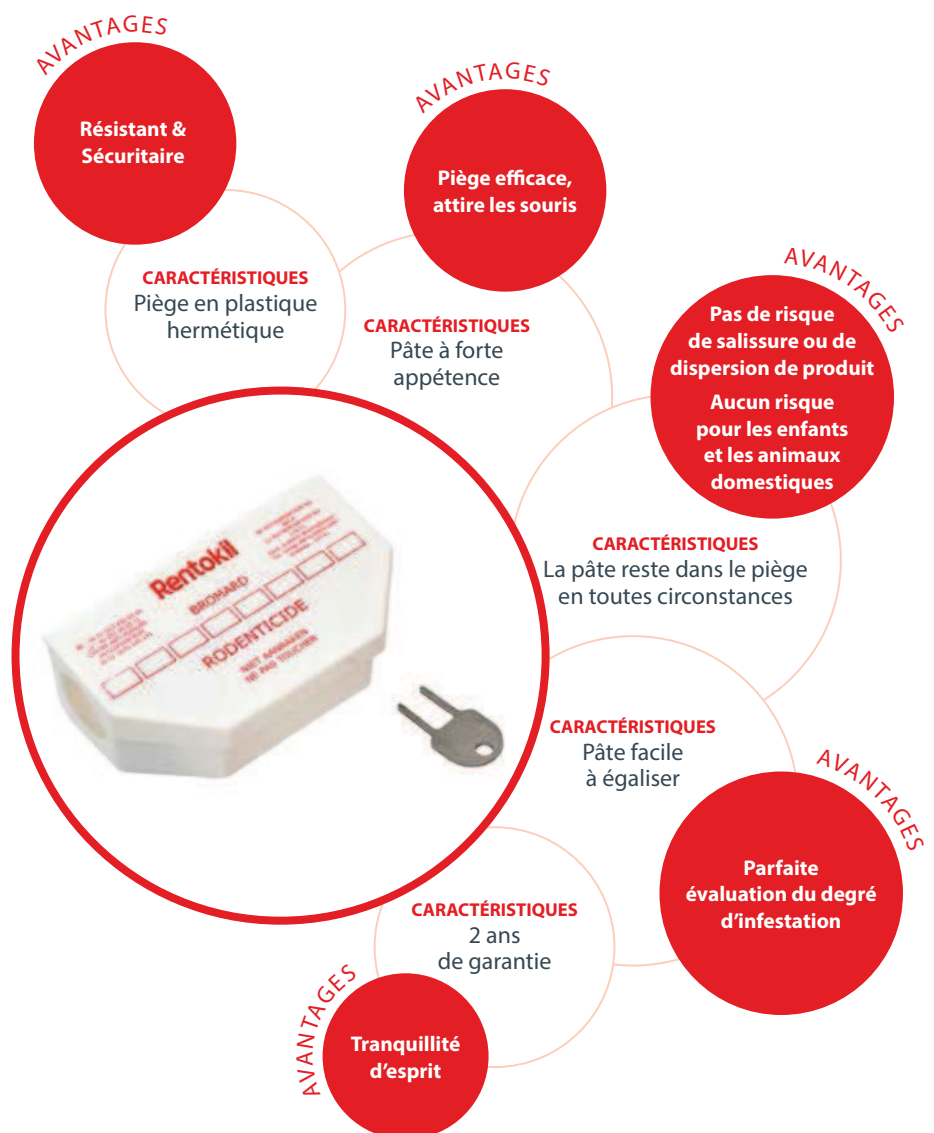 AVANTAGES
Résistant &
Sécuritaire
CARACTÉRISTIQUES
Piège en plastique
hermétique
AVANTAGES
Piège efficace,
attire les souris
CARACTÉRISTIQUES
Pâte à forte
appétence
AVANTAGES
Pas de risque
de salissure ou de
dispersion de produit
Aucun risque
pour les enfants
et les animaux
domestiques
CARACTÉRISTIQUES
La pâte reste dans le piège
en toutes circonstances
Rentokil
BROMARD
RODENTICIDE
NIET AANRAKEN
NE PAS TOUCHER
CARACTÉRISTIQUES
Pâte facile
à égaliser
AVANTAGES
Parfaite
évaluation du degré
d'infestation
CARACTÉRISTIQUES
2 ans
de garantie
AVANTAGES
Tranquillité
d'esprit